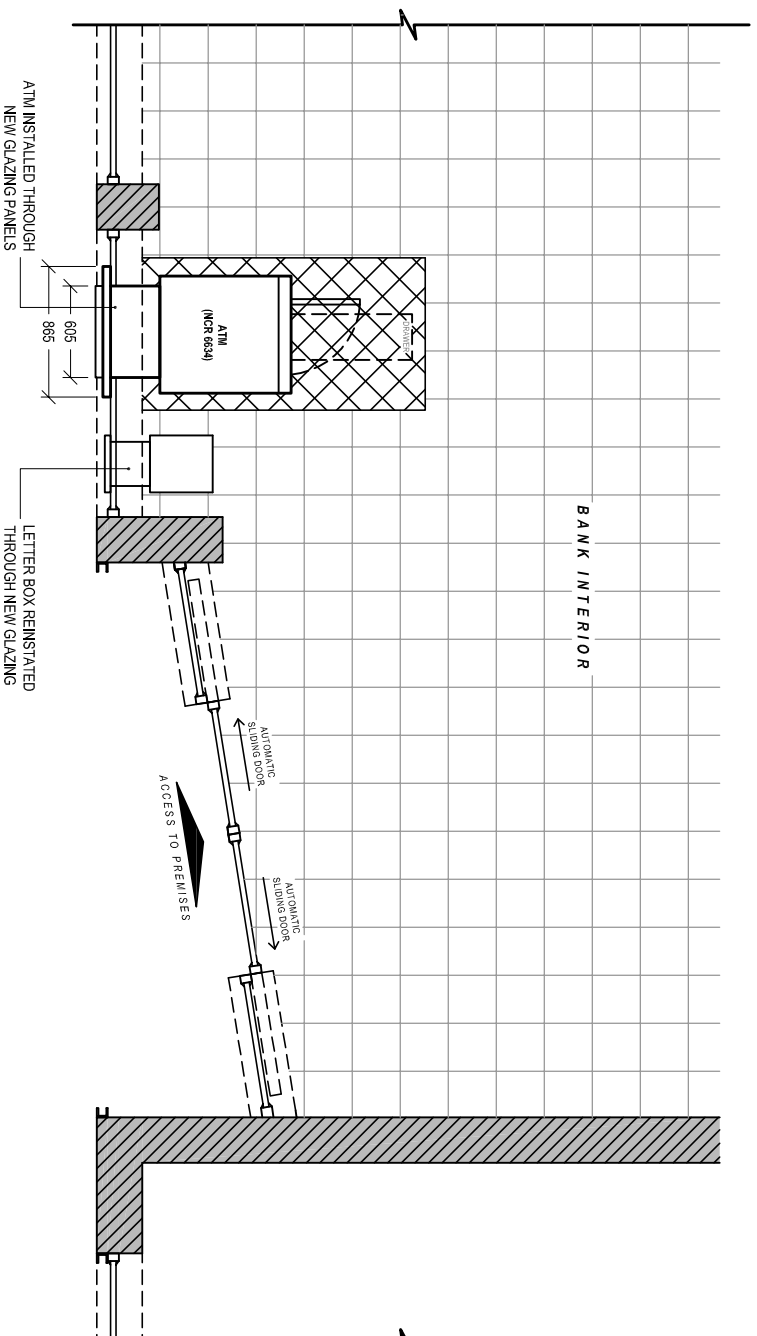 BANK INTERIOR
DRAWER
ATM
(NCR 6634)
605
865
ATM INSTALLED THROUGH
NEW GLAZING PANELS
LETTER BOX REINSTATED
THROUGH NEW GLAZING
AUTOMATIC
SLIDING DOOR
AUTOMATIC
SLIDING DOOR
ACCESS TO PREMISES